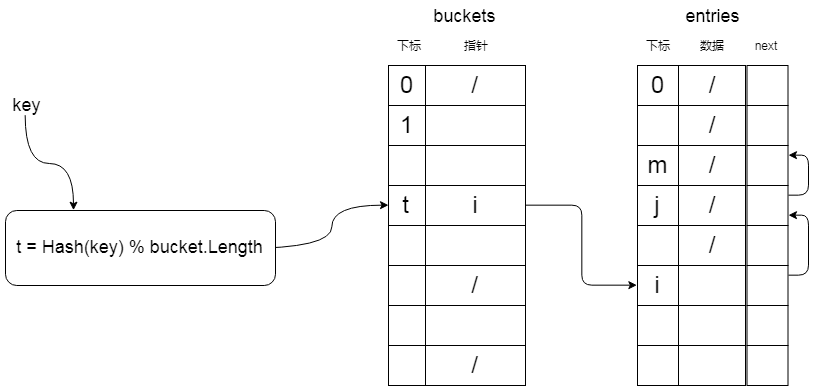 buckets
entries
下标 指针
下标 数据 next
0 /
0 /
key
1
/
m /
t i
j /
t = Hash(key) % bucket.Length
/
/
i
/